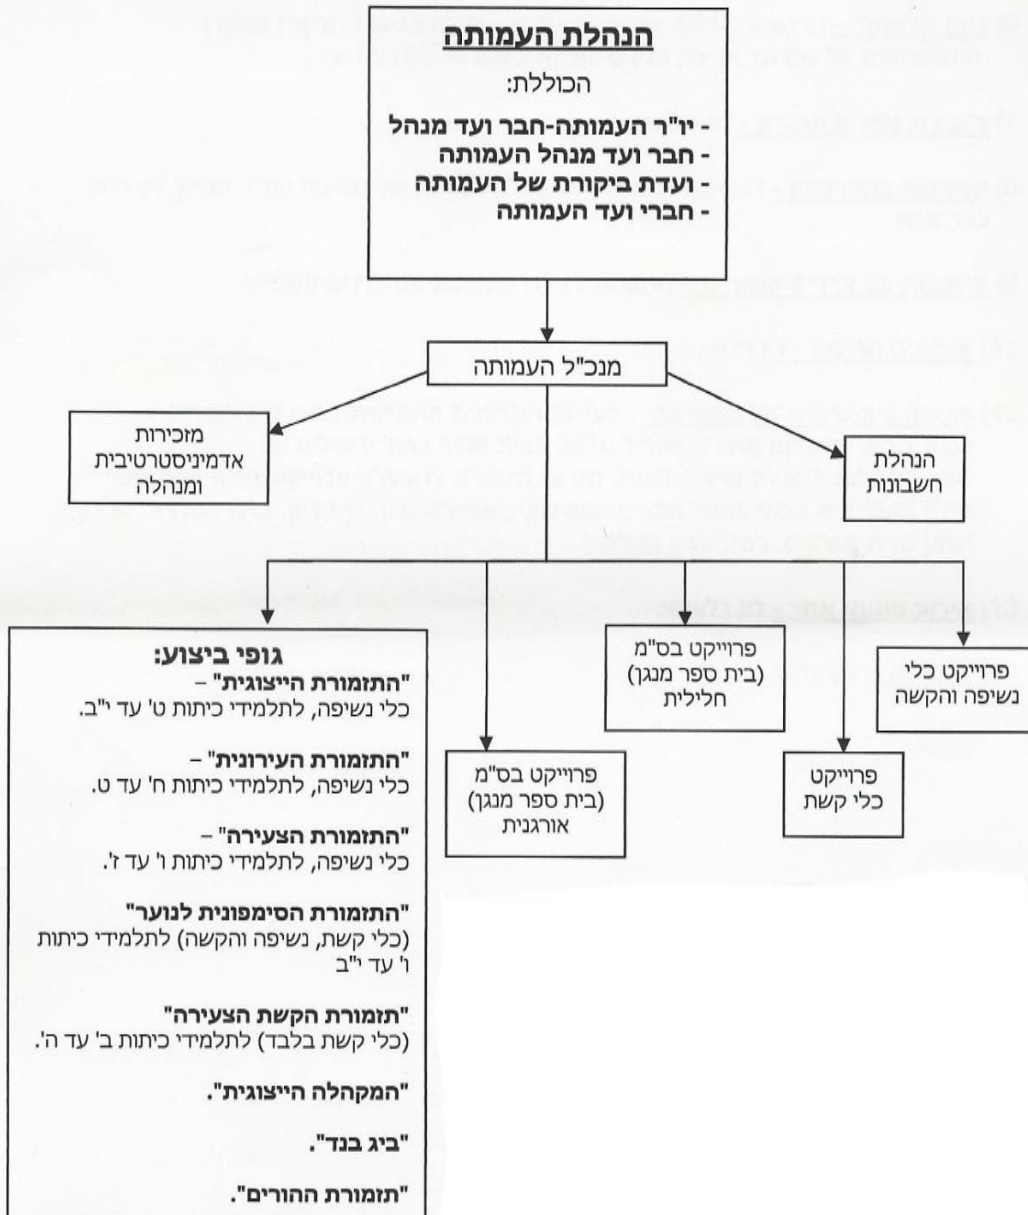 הנהלת העמותה
הכוללת:
- יו"ר העמותה-חבר ועד מנהל
- חבר ועד מנהל העמותה
- ועדת ביקורת של העמותה
- חברי ועד העמותה
מנכ"ל העמותה
הנהלת
חשבונות
מזכירות
אדמיניסטרטיבית
ומנהלה
פרוייקט כלי
נשיפה והקשה
פרוייקט
כלי קשת
פרוייקט בס"מ
(בית ספר מנגן)
חלילית
פרוייקט בס"מ
(בית ספר מנגן)
אורגנית
גופי ביצוע:
"התזמורת הייצוגית" –
כלי נשיפה, לתלמידי כיתות ט' עד י"ב.
"התזמורת העירונית" –
כלי נשיפה, לתלמידי כיתות ח' עד ט.
"התזמורת הצעירה" –
כלי נשיפה, לתלמידי כיתות ו' עד ז'.
"התזמורת הסימפונית לנוער"
(כלי קשת, נשיפה והקשה) לתלמידי כיתות
ו' עד י"ב
"תזמורת הקשת הצעירה"
(כלי קשת בלבד) לתלמידי כיתות ב' עד ה'.
"המקהלה הייצוגית".
"ביג בנד".
"תזמורת ההורים".